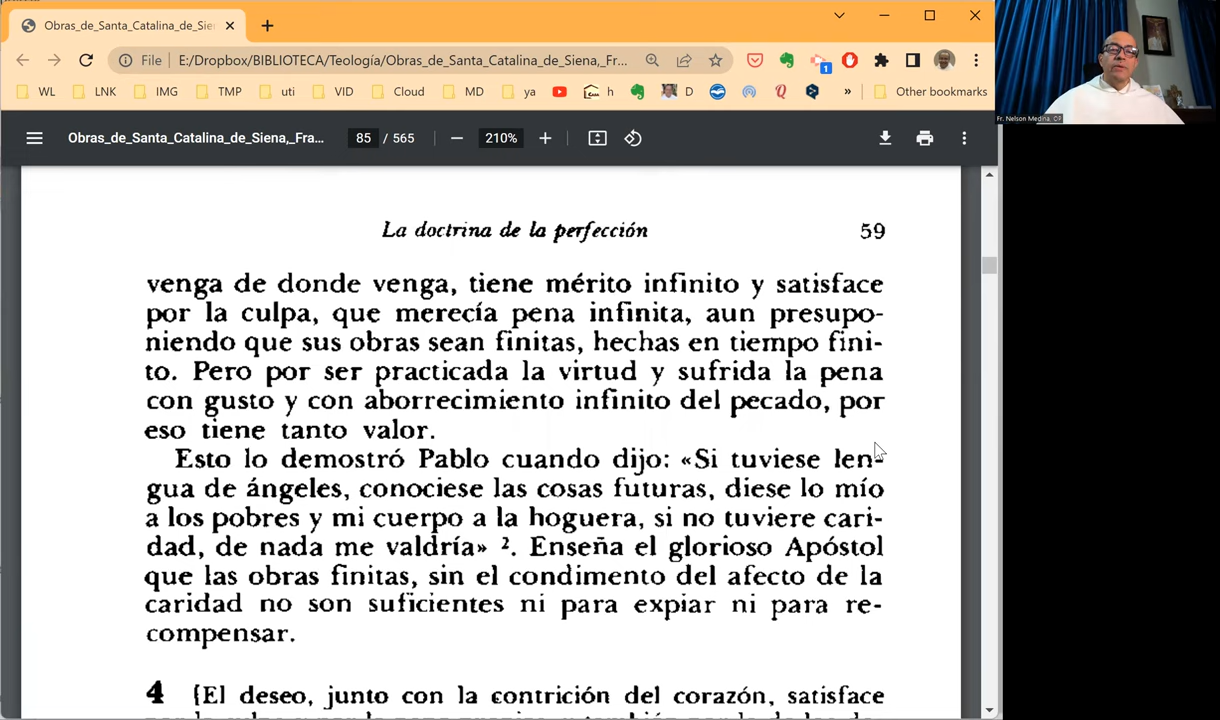 Obras_de_Santa_Catalina_de_Sie
File E:/Dropbox/BIBLIOTECA/Teología/Obras_de_Santa_Catalina_de_Siena,_Fr...
1
WL LNK IMG TMP uti VID Cloud MD ya h D » Other bookmarks
Obras_de_Santa_Catalina_de_Siena,_Fra... 85 / 565 — 210% +
Fr. Nelson Medina, OP
La doctrina de la perfección 59
venga de donde venga, tiene mérito infinito y satisface
por la culpa, que merecía pena infinita, aun presupo-
niendo que sus obras sean finitas, hechas en tiempo fini-
to. Pero por ser practicada la virtud y sufrida la pena
con gusto y con aborrecimiento infinito del pecado, por
eso tiene tanto valor.
Esto lo demostró Pablo cuando dijo: «Si tuviese len-
gua de ángeles, conociese las cosas futuras, diese lo mío
a los pobres y mi cuerpo a la hoguera, si no tuviere cari-
dad, de nada me valdría» ². Enseña el glorioso Apóstol
que las obras finitas, sin el condimento del afecto de la
caridad no son suficientes ni para expiar ni para re-
compensar.
4 [El deseo, junto con la contrición del corazón, satisface